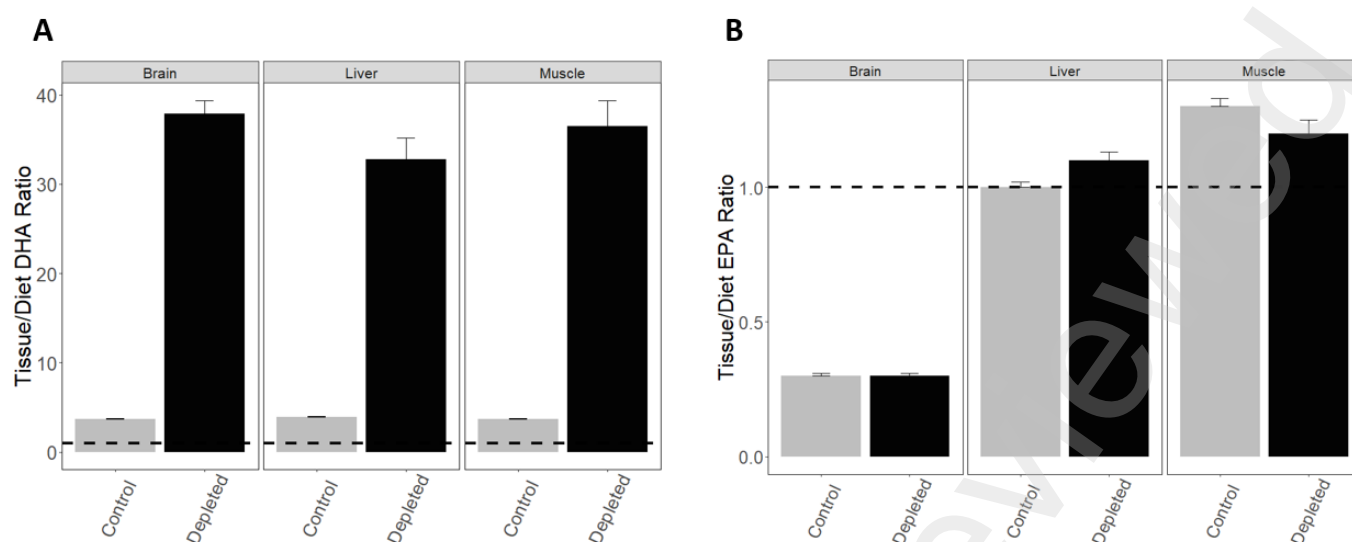 A
Brain Liver Muscle
Tissue/Diet DHA Ratio
40
30
20
10
0
Control Depleted Control Depleted Control Depleted
B
Brain Liver Muscle
Tissue/Diet EPA Ratio
1.0
0.5
0.0
Control Depleted Control Depleted Control Depleted
eviewed